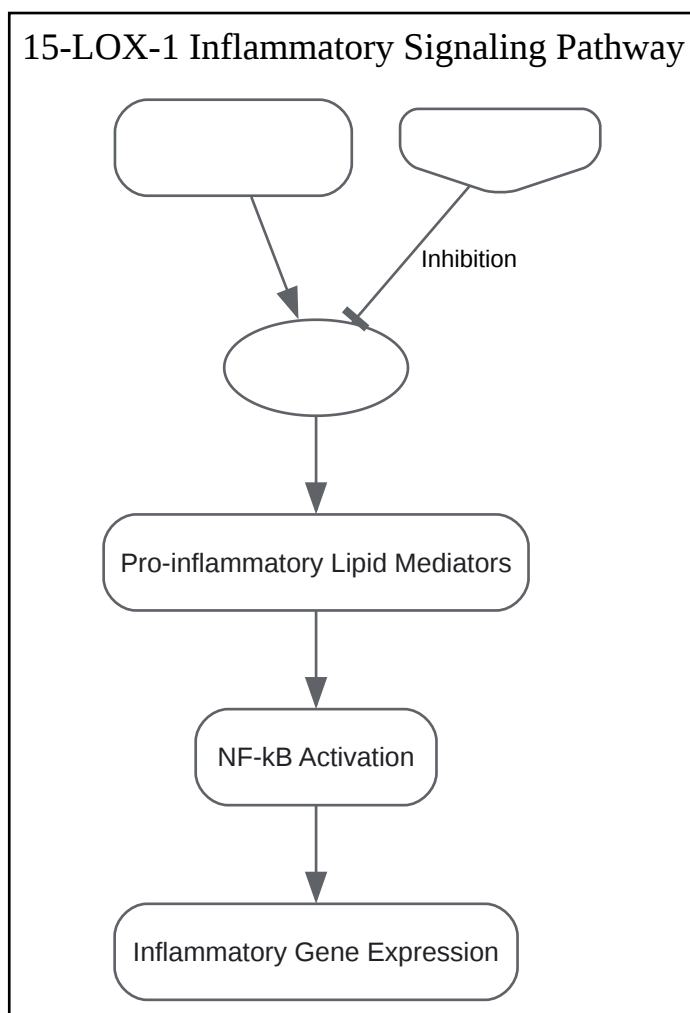 15-LOX-1 Inflammatory Signaling Pathway
Inhibition
Pro-inflammatory Lipid Mediators
NF-kB Activation
Inflammatory Gene Expression